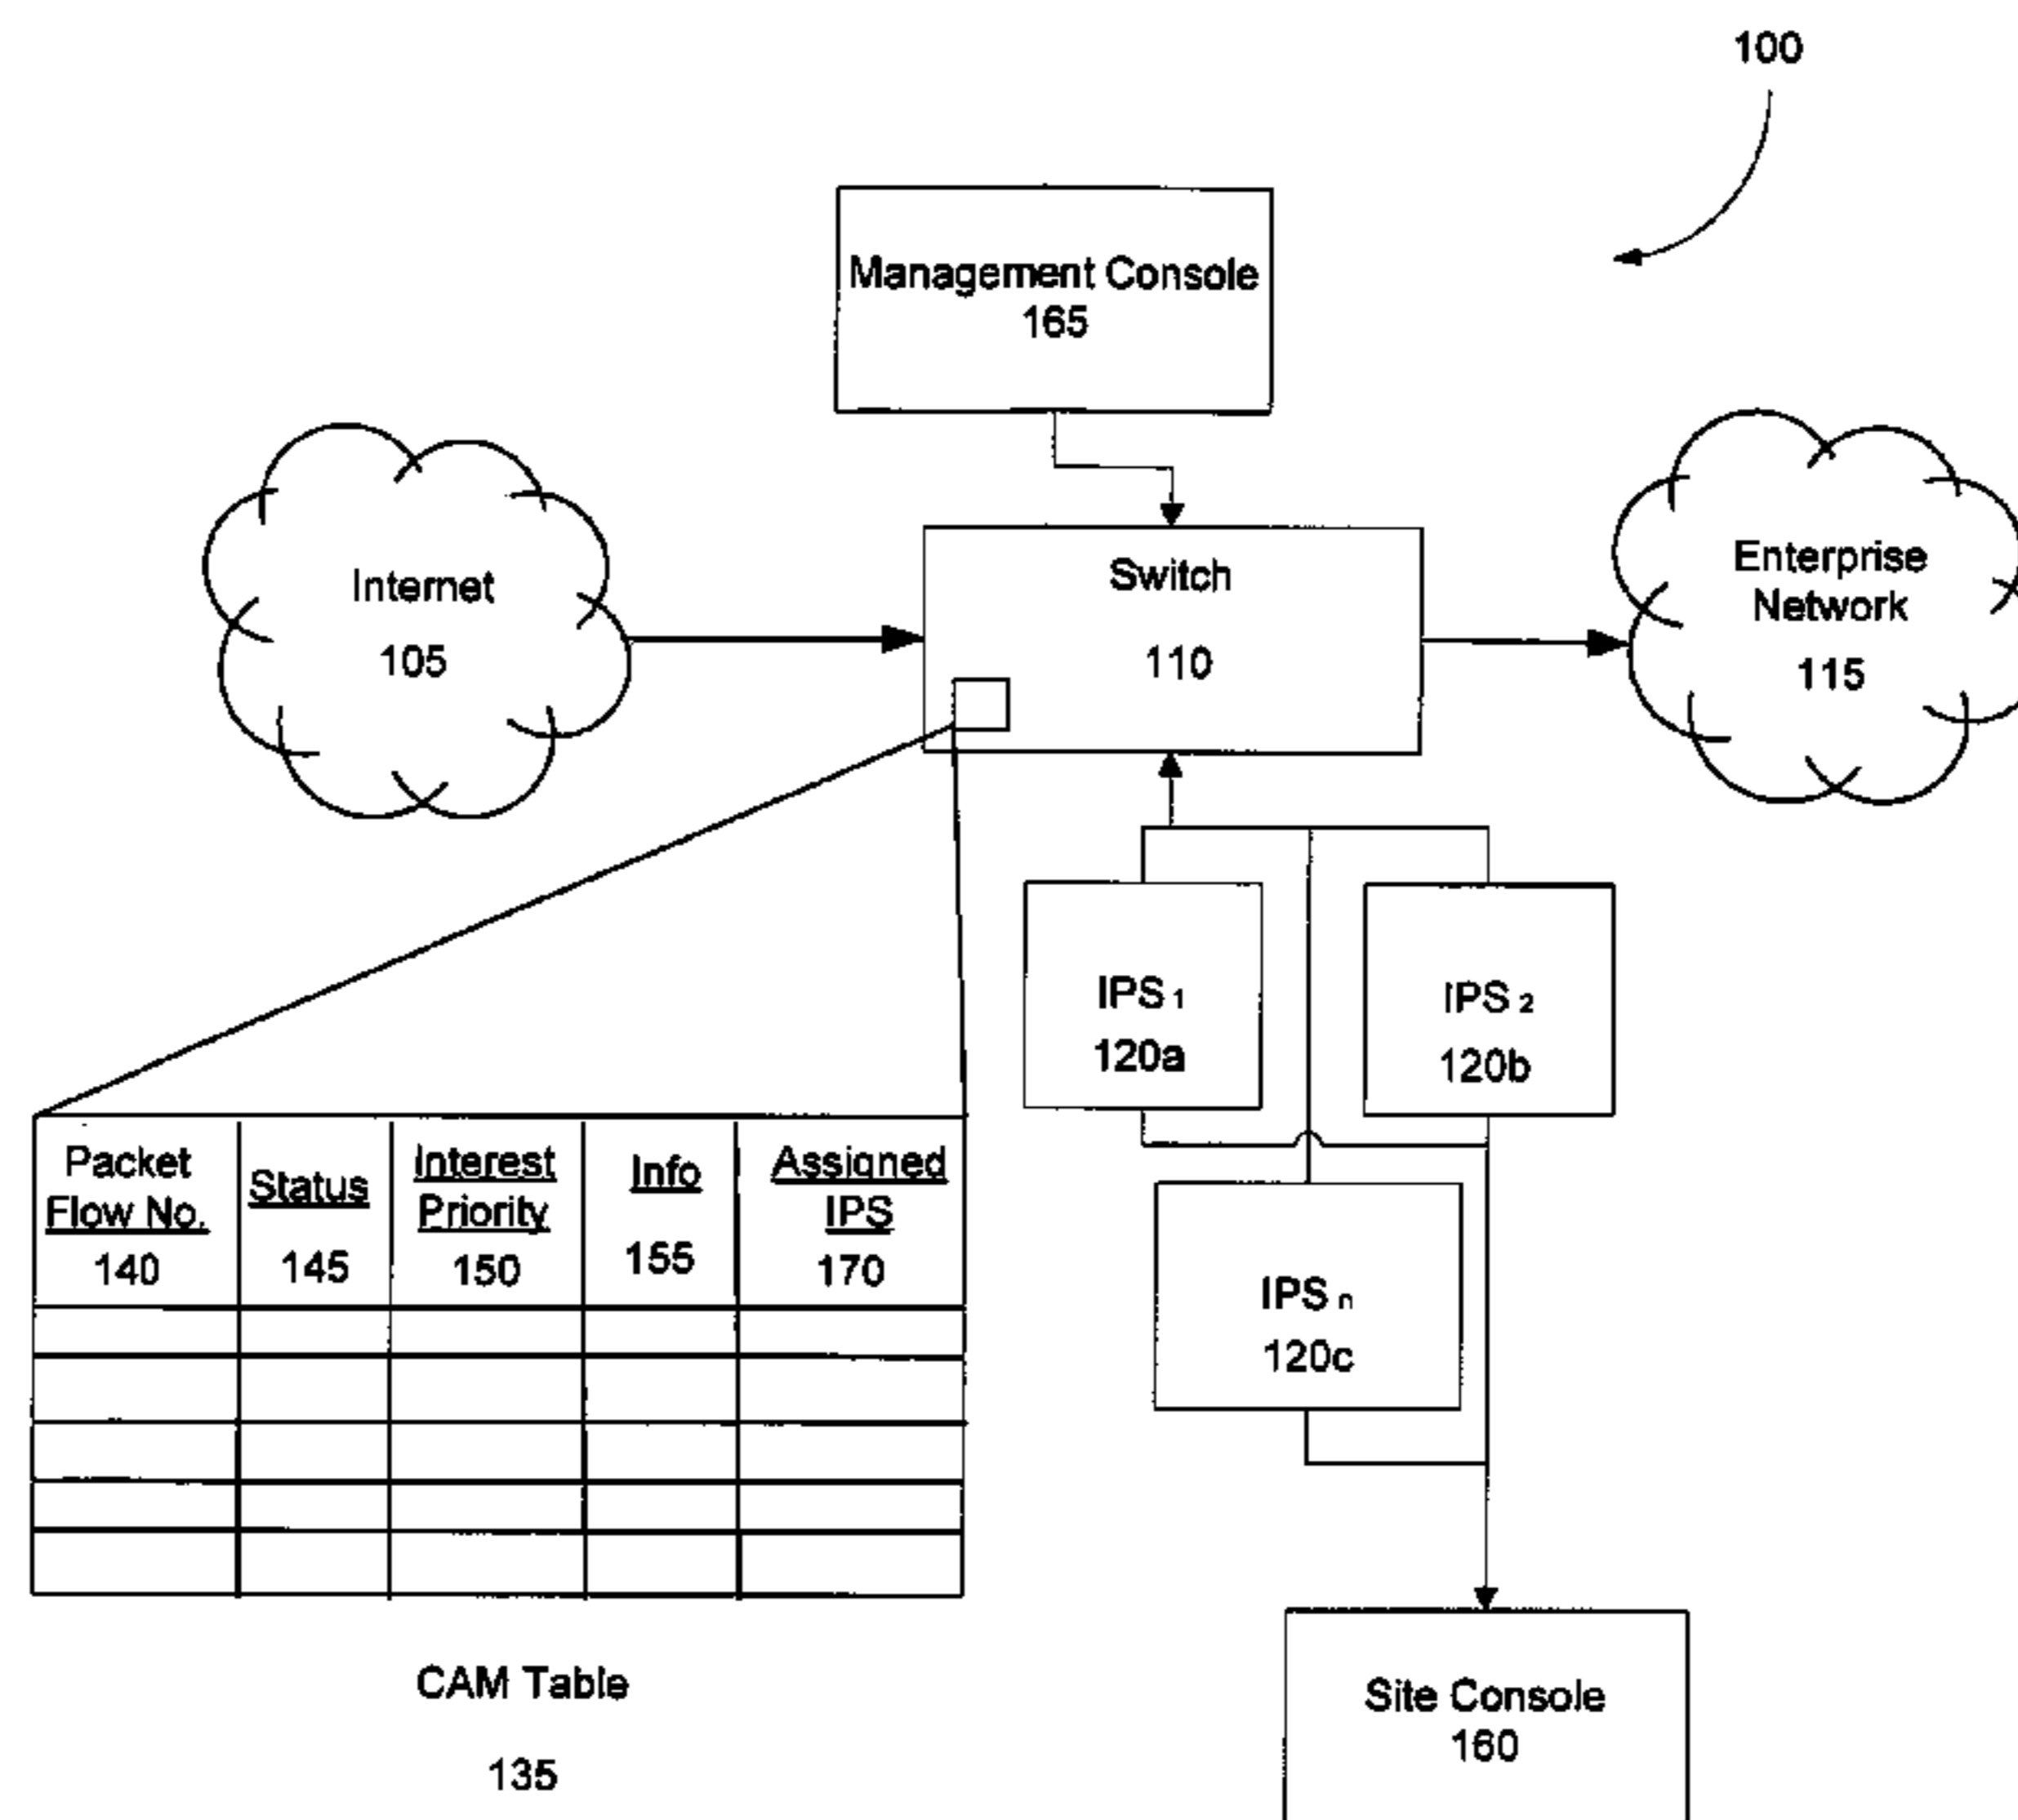 100
Management Console
165
Internet
105
Switch
110
Enterprise
Network
115
IPS 1
120a
IPS 2
120b
IPS n
120c
Packet
Flow No.
140
Status
145
Interest
Priority
150
Info
155
Assigned
IPS
170
CAM Table
135
Site Console
160